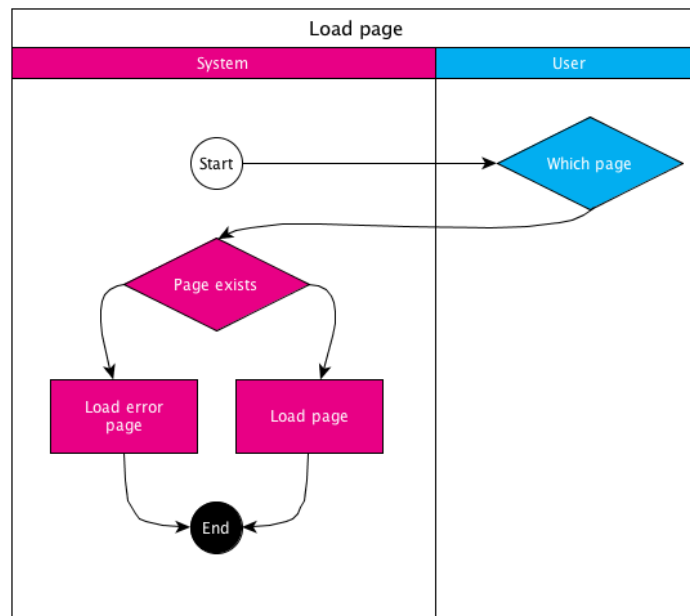 Load page
System
User
Start
Which page
Page exists
Load error
page
Load page
End